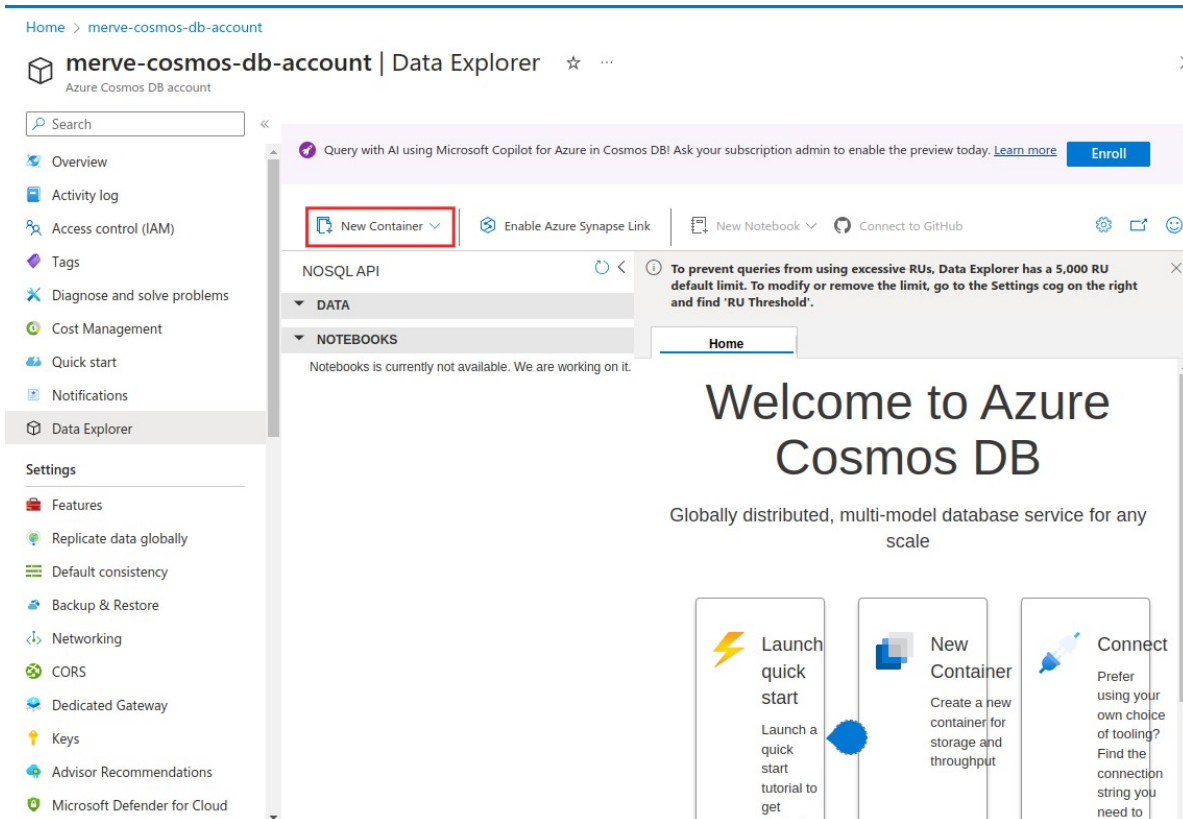 Home > merve-cosmos-db-account
merve-cosmos-db-account | Data Explorer
Azure Cosmos DB account
Search
Overview
Activity log
Access control (IAM)
Tags
Diagnose and solve problems
Cost Management
Quick start
Notifications
Data Explorer
Settings
Features
Replicate data globally
Default consistency
Backup & Restore
Networking
CORS
Dedicated Gateway
Keys
Advisor Recommendations
Microsoft Defender for Cloud
Query with AI using Microsoft Copilot for Azure in Cosmos DB! Ask your subscription admin to enable the preview today. Learn more
Enroll
New Container
Enable Azure Synapse Link
New Notebook
Connect to GitHub
NOSQL API
DATA
NOTEBOOKS
Notebooks is currently not available. We are working on it.
To prevent queries from using excessive RUs, Data Explorer has a 5,000 RU
default limit. To modify or remove the limit, go to the Settings cog on the right
and find 'RU Threshold'.
Home
Welcome to Azure
Cosmos DB
Globally distributed, multi-model database service for any
scale
Launch
quick
start
Launch a
quick
start
tutorial to
get
New
Container
Create a new
container for
storage and
throughput
Connect
Prefer
using your
own choice
of tooling?
Find the
connection
string you
need to